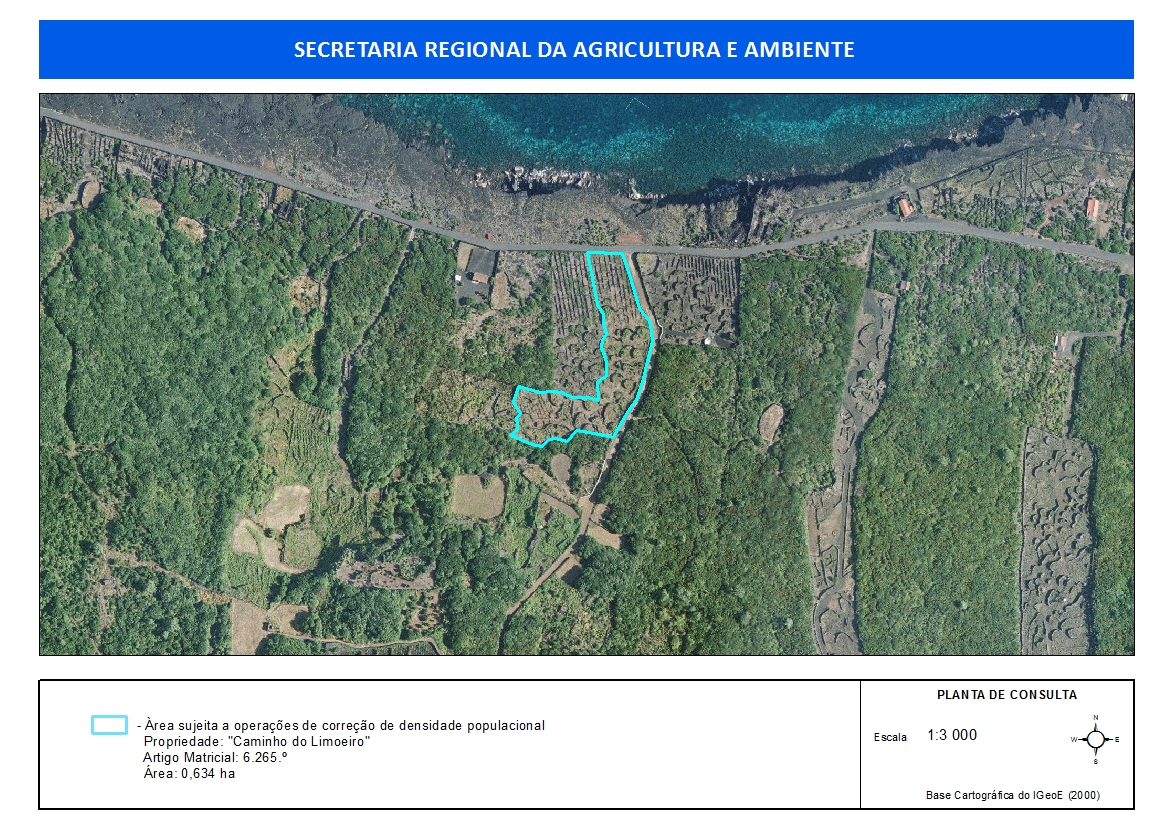 SECRETARIA REGIONAL DA AGRICULTURA E AMBIENTE
- Àrea sujeita a operações de correção de densidade populacional
Propriedade: "Caminho do Limoeiro"
Artigo Matricial: 6.265.º
Área: 0,634 ha
PLANTA DE CONSULTA
Escala 1:3 000
N
W E
S
Base Cartográfica do IGeoE (2000)